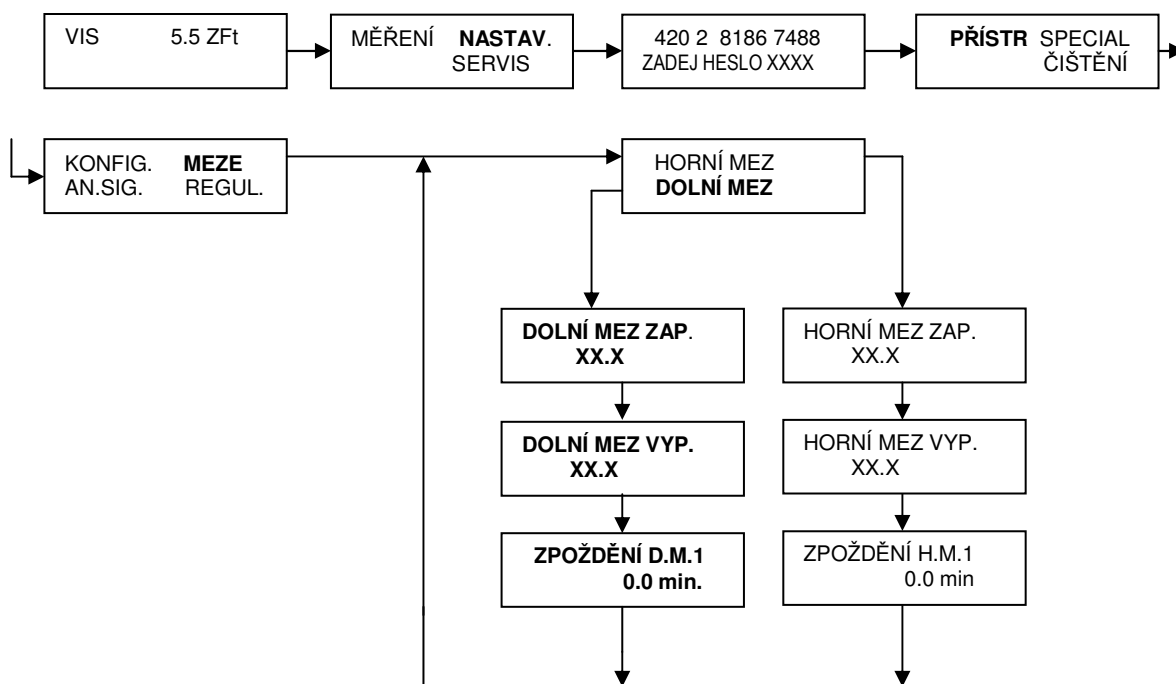 VIS 5.5 ZFt
MĚŘENÍ NASTAV.
SERVIS
420 2 8186 7488
ZADEJ HESLO XXXX
PŘÍSTR SPECIAL
ČIŠTĚNÍ
KONFIG. MEZE
AN.SIG. REGUL.
HORNÍ MEZ
DOLNÍ MEZ
DOLNÍ MEZ ZAP.
XX.X
HORNÍ MEZ ZAP.
XX.X
DOLNÍ MEZ VYP.
XX.X
HORNÍ MEZ VYP.
XX.X
ZPOŽDĚNÍ D.M.1
0.0 min.
ZPOŽDĚNÍ H.M.1
0.0 min